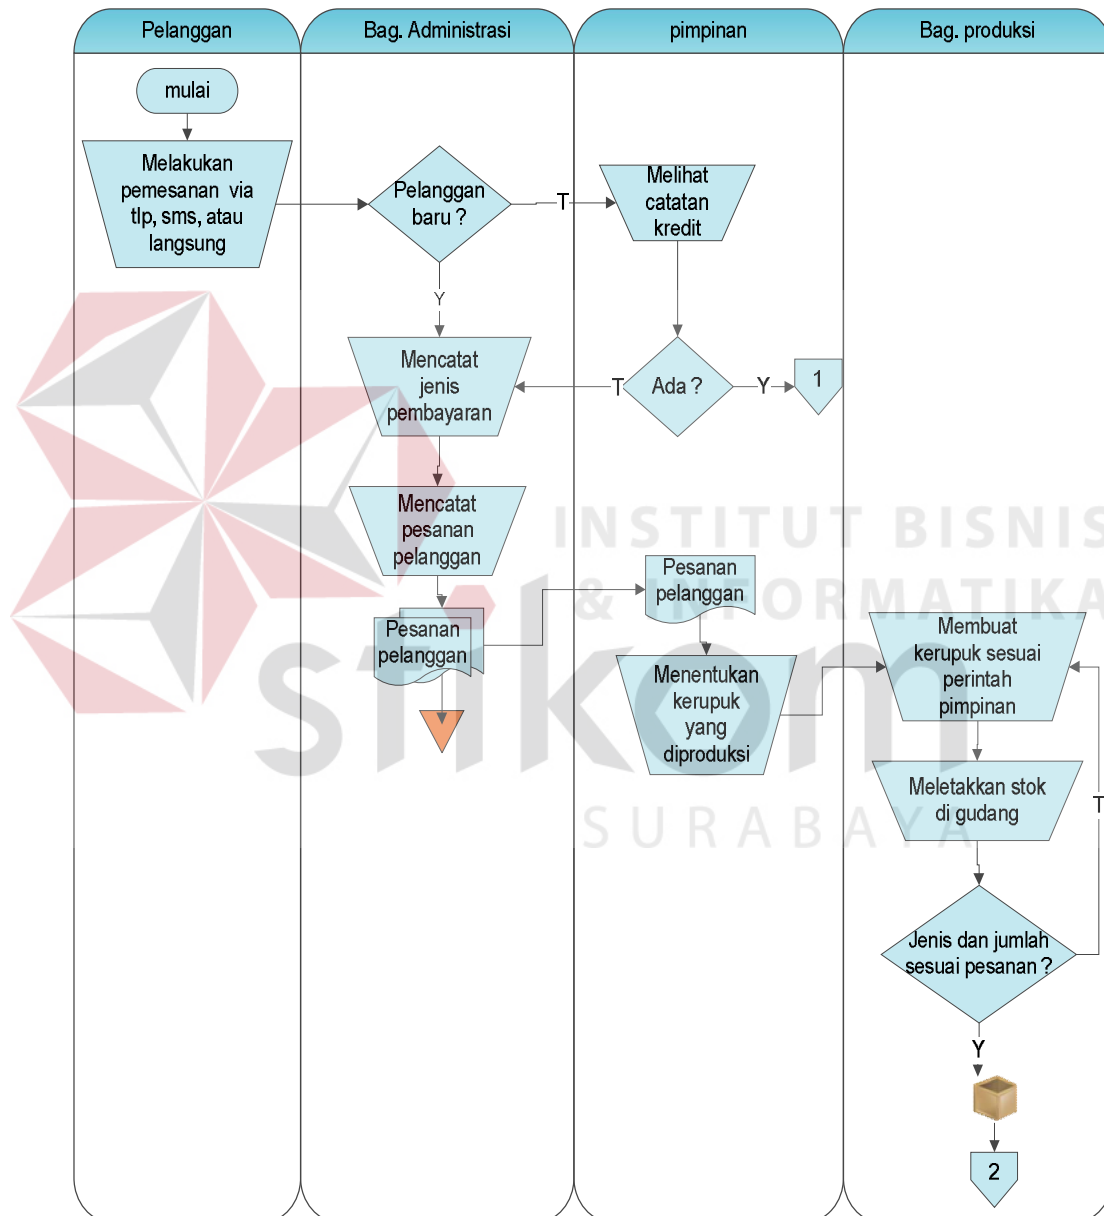 Pelanggan
Bag. Administrasi
pimpinan
Bag. produksi
mulai
Melakukan
pemesanan via
tlp, sms, atau
langsung
Pelanggan
baru ?
T
Melihat
catatan
kredit
Y
Mencatat
jenis
pembayaran
T
Ada ?
Y
1
Mencatat
pesanan
pelanggan
Pesanan
pelanggan
Pesanan
pelanggan
Menentukan
kerupuk
yang
diproduksi
Membuat
kerupuk sesuai
perintah
pimpinan
Meletakkan stok
di gudang
T
Jenis dan jumlah
sesuai pesanan ?
Y
2
INSTITUT BISNIS
& INFORMATIKA
stikom
SURABAYA